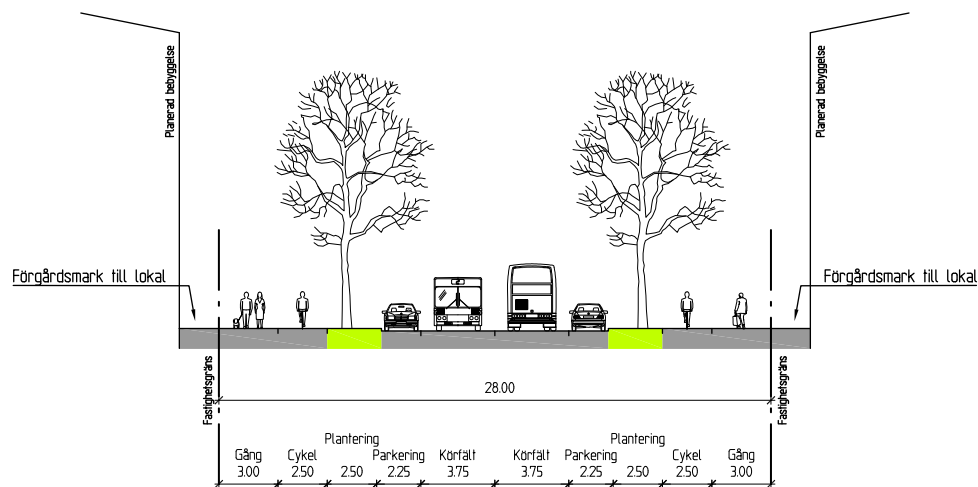 Planerad bebyggelse
Planerad bebyggelse
Förgårdsmark till lokal
Förgårdsmark till lokal
Fastighetsgräns
Fastighetsgräns
28.00
Plantering
Plantering
Gång
Cykel
Parkering
Körfält
Körfält
Parkering
Cykel
Gång
3.00
2.50
2.50
2.25
3.75
3.75
2.25
2.50
2.50
3.00